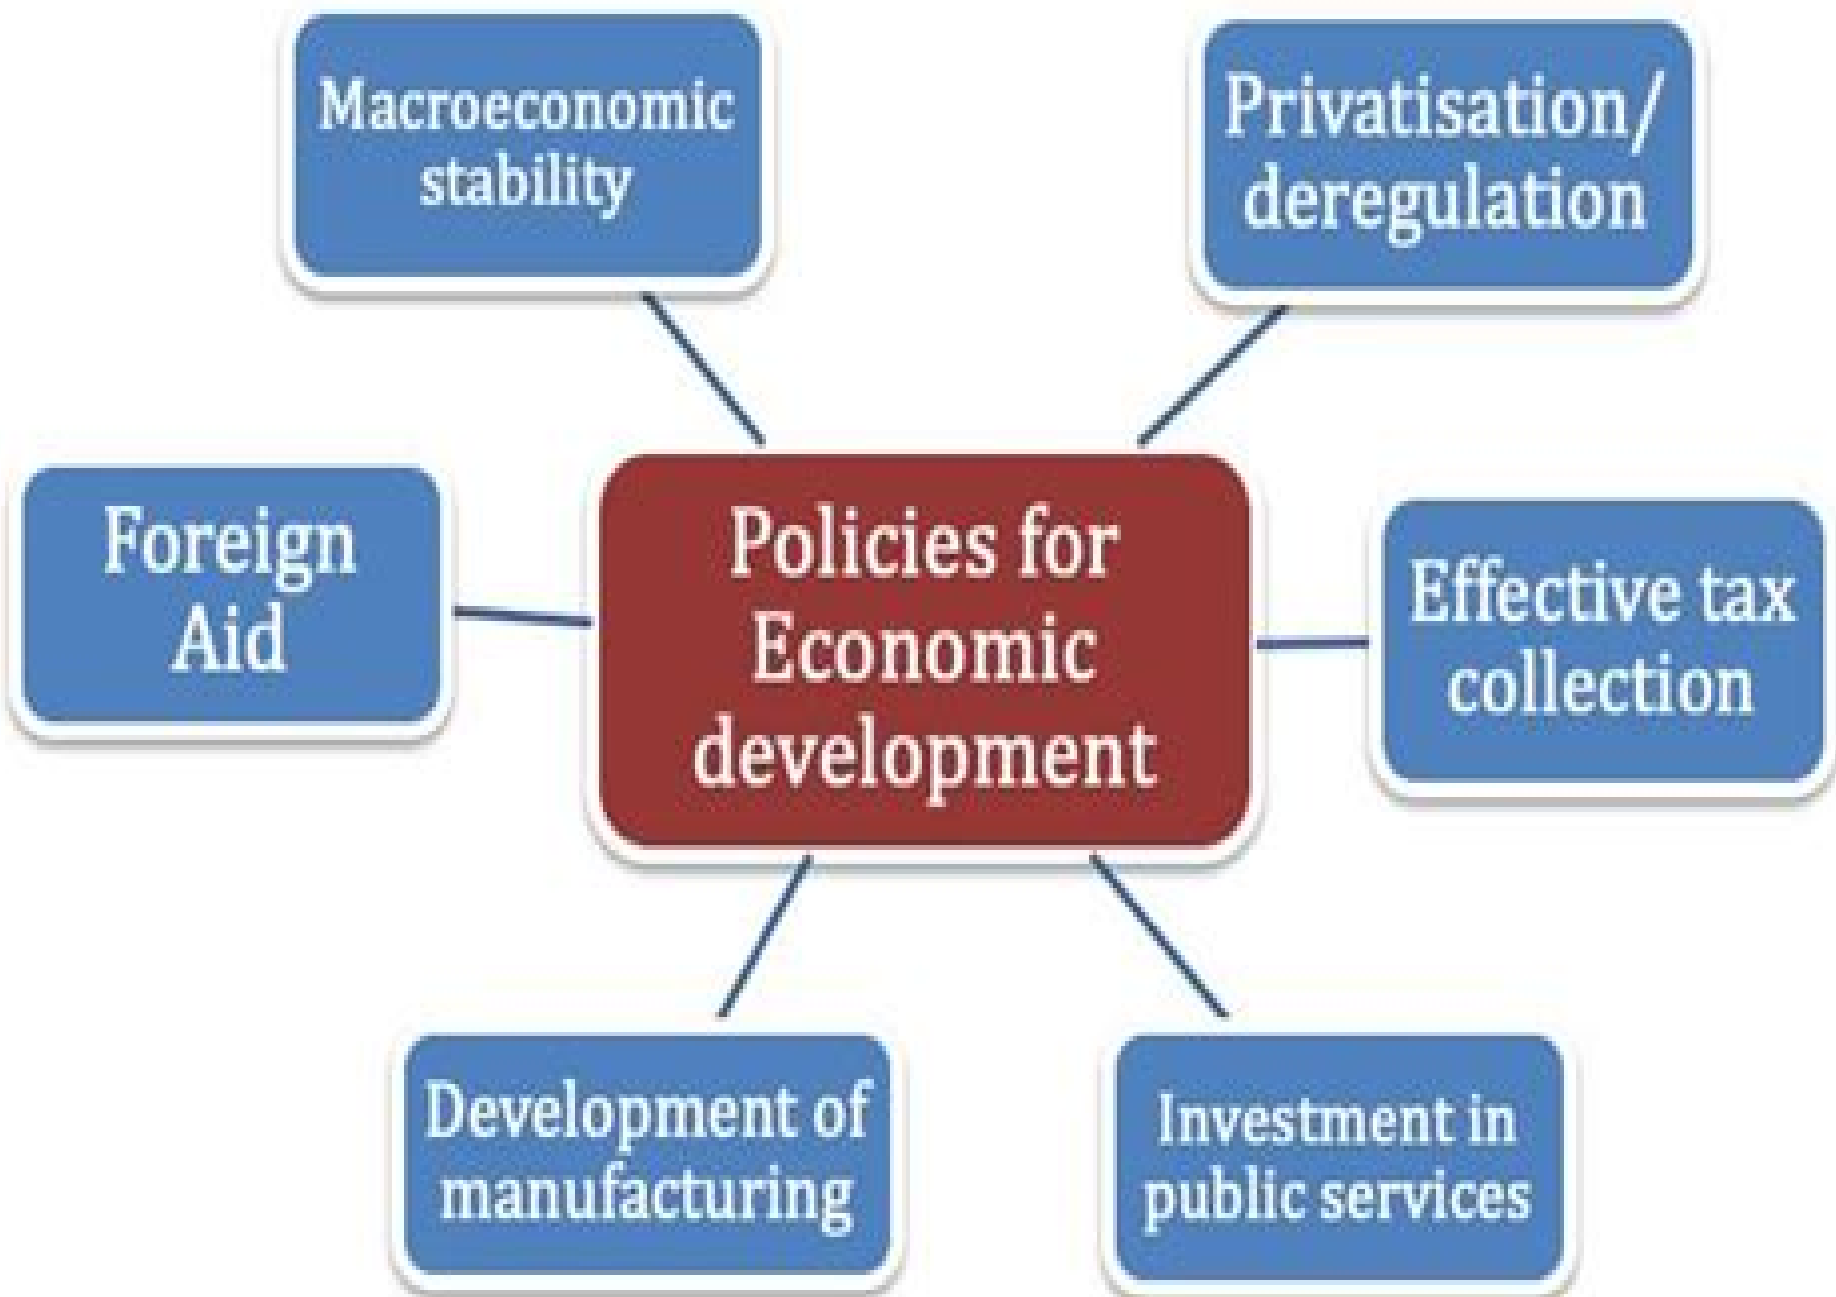 Macroeconomic
stability
Privatisation/
deregulation
Foreign
Aid
Policies for
Economic
development
Effective tax
collection
Development of
manufacturing
Investment in
public services